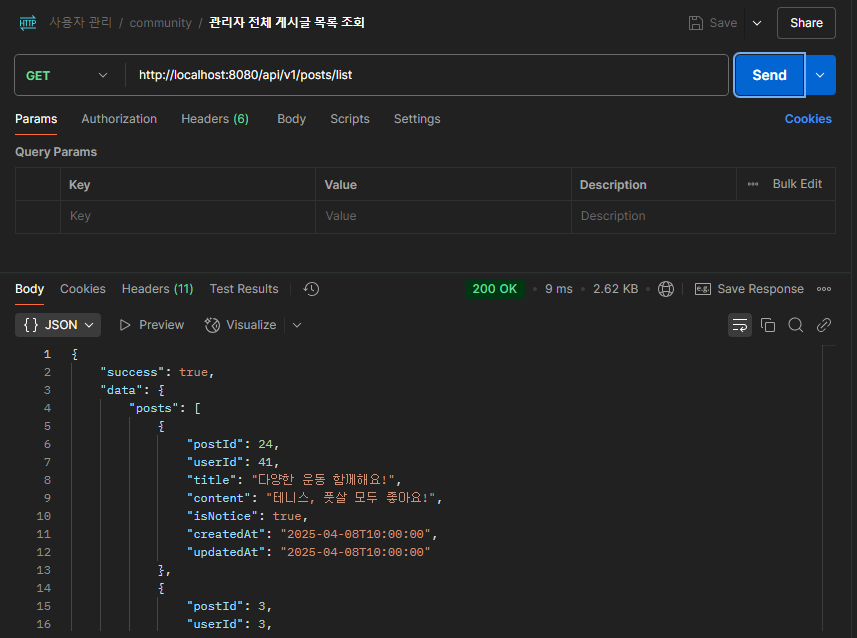 HTTP 사용자 관리 / community / 관리자 전체 게시글 목록 조회 Save Share
GET http://localhost:8080/api/v1/posts/list Send
Params Authorization Headers (6) Body Scripts Settings Cookies
Query Params
Key Value Description ••• Bulk Edit
Key Value Description
Body Cookies Headers (11) Test Results 200 OK • 9 ms • 2.62 KB • e.g. Save Response •••
{} JSON Preview Visualize
1 {
2 "success": true,
3 "data": {
4 "posts": [
5 {
6 "postId": 24,
7 "userId": 41,
8 "title": "다양한 운동 함께해요!",
9 "content": "테니스, 풋살 모두 좋아요!",
10 "isNotice": true,
11 "createdAt": "2025-04-08T10:00:00",
12 "updatedAt": "2025-04-08T10:00:00"
13 },
14 {
15 "postId": 3,
16 "userId": 3,